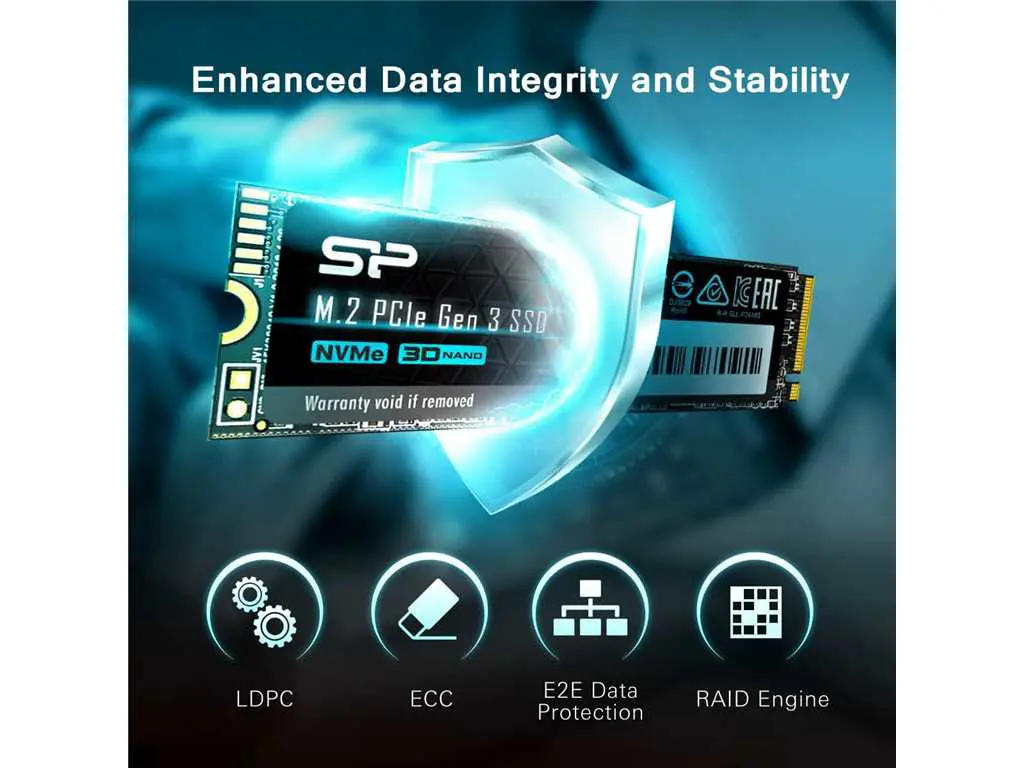 Enhanced Data Integrity and Stability
SP
M.2 PCIe Gen 3 SSD
NVMe 3D NAND
Warranty void if removed
EAC
LDPC
ECC
E2E Data
Protection
RAID Engine